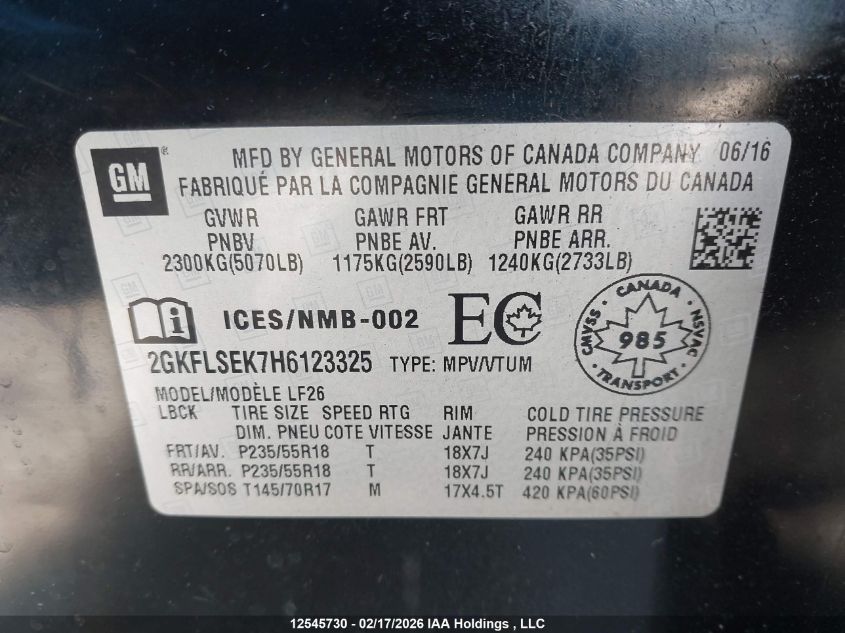 GM®
MFD BY GENERAL MOTORS OF CANADA COMPANY 06/16
FABRIQUÉ PAR LA COMPAGNIE GENERAL MOTORS DU CANADA
GVWR GAWR FRT GAWR RR
PNBV PNBE AV. PNBE ARR.
2300KG(5070LB) 1175KG(2590LB) 1240KG(2733LB)
i ICES/NMB-002 EC
CANADA
CMVSS 985 NSVAC
TRANSPORT
2GKFLSEK7H6123325 TYPE: MPV/VTUM
MODEL/MODÈLE LF26
LBCK TIRE SIZE SPEED RTG RIM COLD TIRE PRESSURE
DIM. PNEU COTE VITESSE JANTE PRESSION À FROID
FRT/AV. P235/55R18 T 18X7J 240 KPA(35PSI)
RR/ARR. P235/55R18 T 18X7J 240 KPA(35PSI)
SPA/SOS T145/70R17 M 17X4.5T 420 KPA(60PSI)
12545730 - 02/17/2026 IAA Holdings , LLC